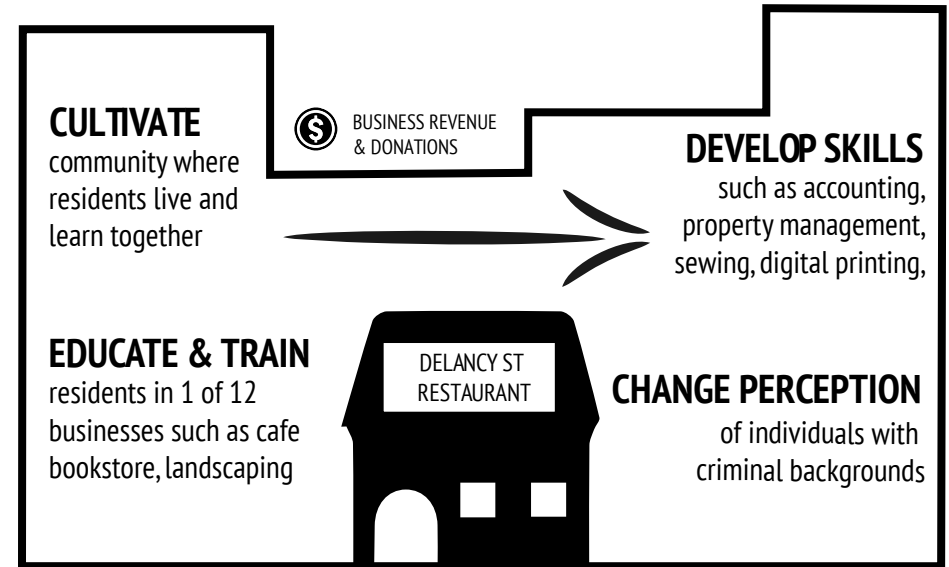 CULTIVATE
community where
residents live and
learn together
BUSINESS REVENUE
& DONATIONS
DEVELOP SKILLS
such as accounting,
property management,
sewing, digital printing,
EDUCATE & TRAIN
residents in 1 of 12
businesses such as cafe
bookstore, landscaping
DELANCY ST
RESTAURANT
CHANGE PERCEPTION
of individuals with
criminal backgrounds